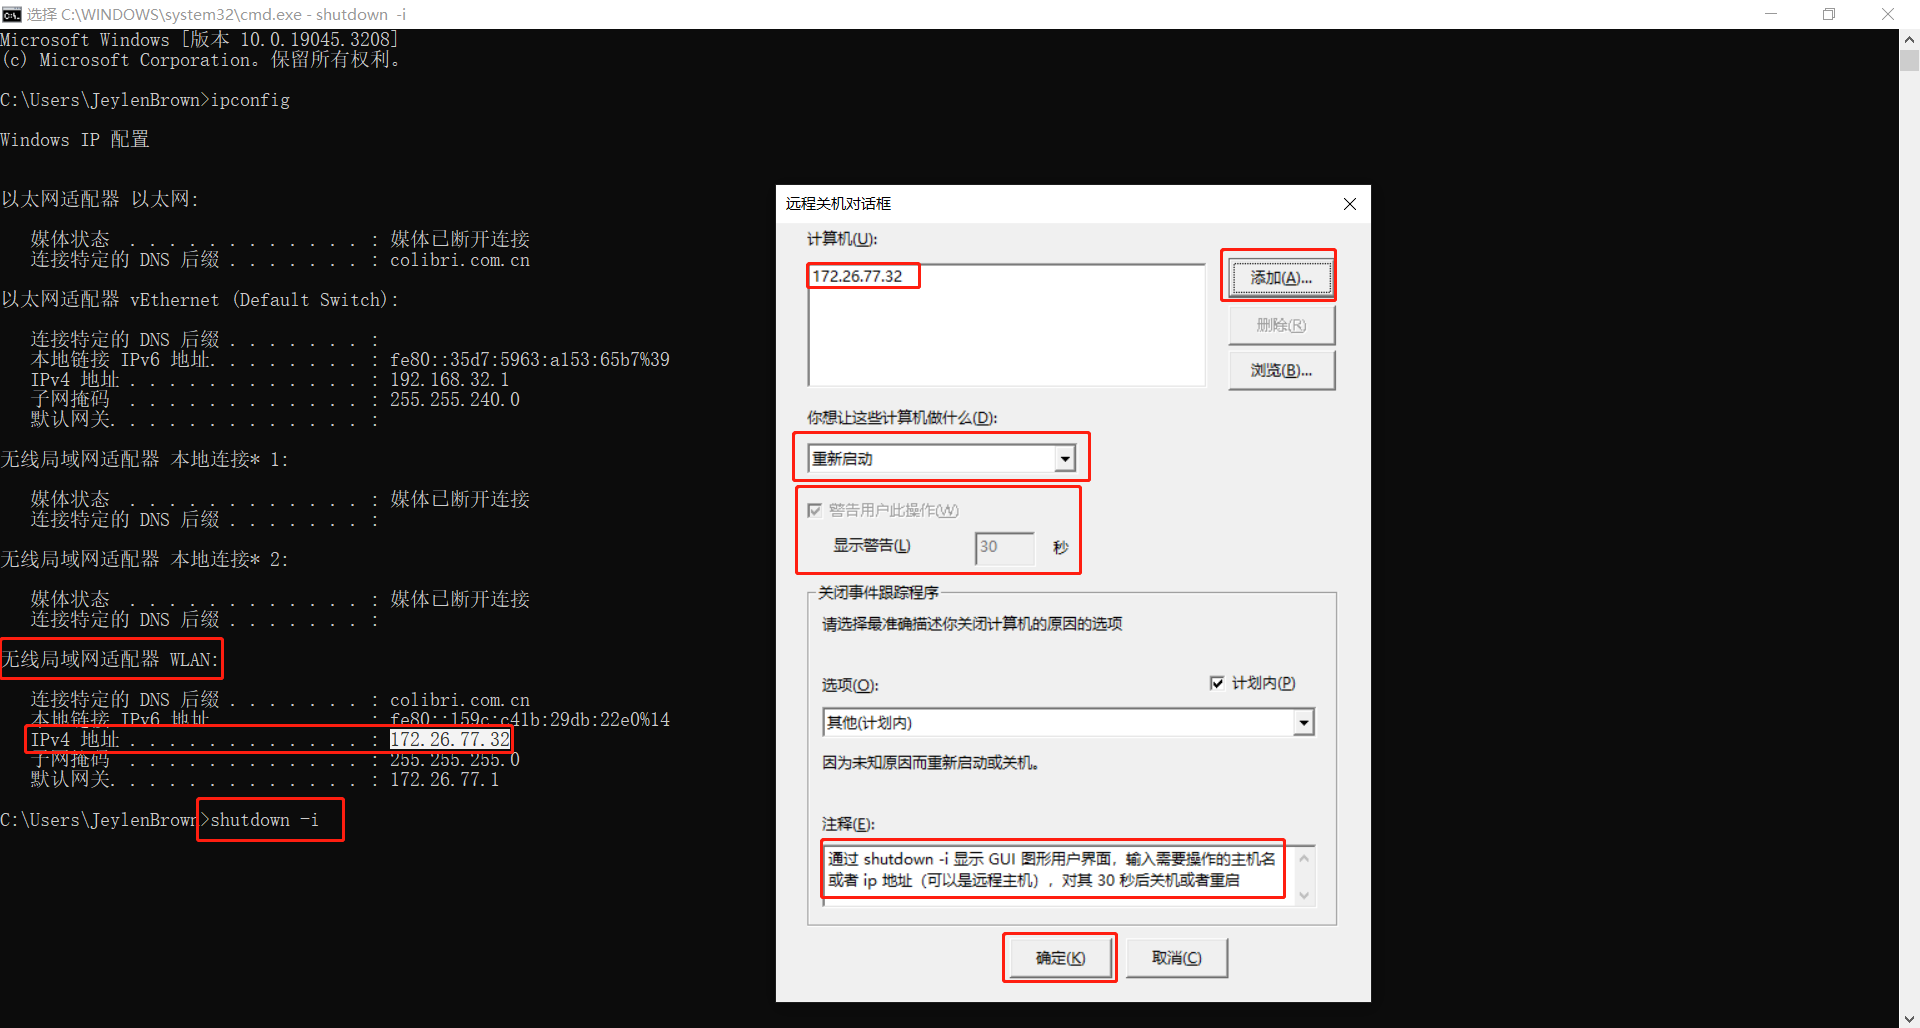 选择 C:\WINDOWS\system32\cmd.exe - shutdown  -i
Microsoft Windows [版本 10.0.19045.3208]
(c) Microsoft Corporation。保留所有权利。
C:\Users\JeylenBrown>ipconfig
Windows IP 配置
以太网适配器 以太网:
媒体状态  . . . . . . . . . . . . : 媒体已断开连接
连接特定的 DNS 后缀 . . . . . . . : colibri.com.cn
以太网适配器 vEthernet (Default Switch):
连接特定的 DNS 后缀 . . . . . . . :
本地链接 IPv6 地址. . . . . . . . : fe80::35d7:5963:a153:65b7%39
IPv4 地址 . . . . . . . . . . . . : 192.168.32.1
子网掩码  . . . . . . . . . . . . : 255.255.240.0
默认网关. . . . . . . . . . . . . :
无线局域网适配器 本地连接* 1:
媒体状态  . . . . . . . . . . . . : 媒体已断开连接
连接特定的 DNS 后缀 . . . . . . . :
无线局域网适配器 本地连接* 2:
媒体状态  . . . . . . . . . . . . : 媒体已断开连接
连接特定的 DNS 后缀 . . . . . . . :
无线局域网适配器 WLAN:
连接特定的 DNS 后缀 . . . . . . . : colibri.com.cn
本地链接 IPv6 地址. . . . . . . . : fe80::159c:c41b:29db:22e0%14
IPv4 地址 . . . . . . . . . . . . : 172.26.77.32
子网掩码  . . . . . . . . . . . . : 255.255.255.0
默认网关. . . . . . . . . . . . . : 172.26.77.1
C:\Users\JeylenBrown>shutdown -i
远程关机对话框
计算机(U):
172.26.77.32
添加(A)...
删除(R)
浏览(B)...
你想让这些计算机做什么(D):
重新启动
警告用户此操作(W)
显示警告(L) 30 秒
关闭事件跟踪程序
请选择最准确描述你关闭计算机的原因的选项
选项(O): 计划内(P)
其他(计划内)
因为未知原因而重新启动或关机。
注释(E):
通过 shutdown -i 显示 GUI 图形用户界面，输入需要操作的主机名
或者 ip 地址（可以是远程主机），对其 30 秒后关机或者重启
确定(K) 取消(C)